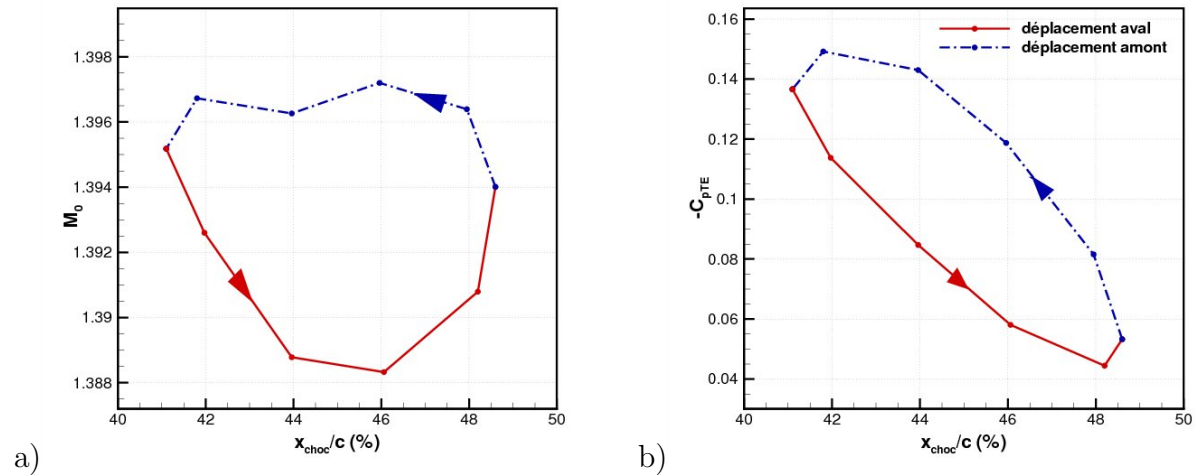 1.398
1.396
1.394
1.392
1.39
1.388
M0
40 42 44 46 48 50
xchoc/c (%)
a)
déplacement aval
déplacement amont
0.16
0.14
0.12
0.1
0.08
0.06
0.04
-CpTE
40 42 44 46 48 50
xchoc/c (%)
b)